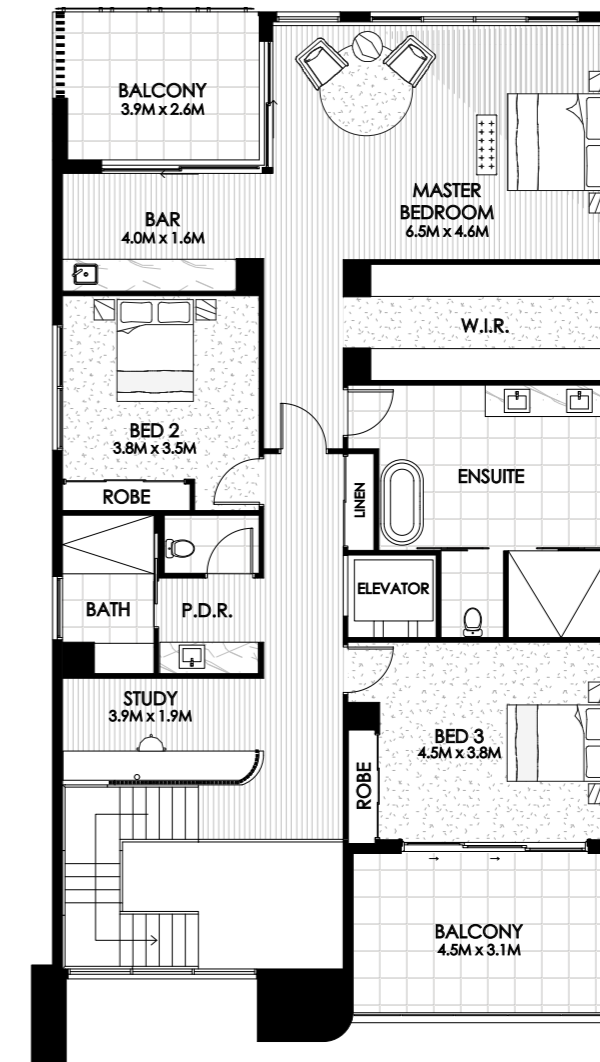 BALCONY
3.9M x 2.6M
MASTER
BEDROOM
6.5M x 4.6M
BAR
4.0M x 1.6M
W.I.R.
BED 2
3.8M x 3.5M
ROBE
LINEN
ENSUITE
BATH
P.D.R.
ELEVATOR
STUDY
3.9M x 1.9M
BED 3
4.5M x 3.8M
ROBE
BALCONY
4.5M x 3.1M